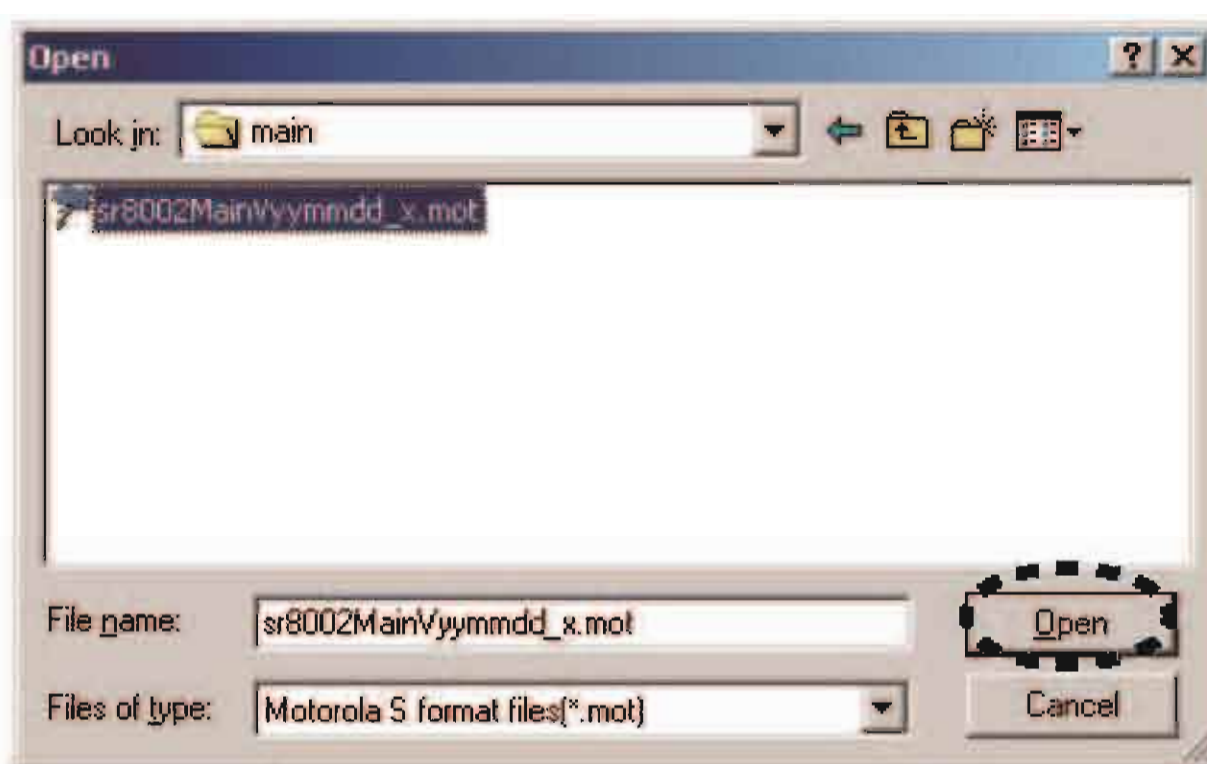 Open
Look in: main
sr8002MainVyymmdd_x.mot
File name: sr8002MainVyymmdd_x.mot Open
Files of type: Motorola S format files(*.mot) Cancel